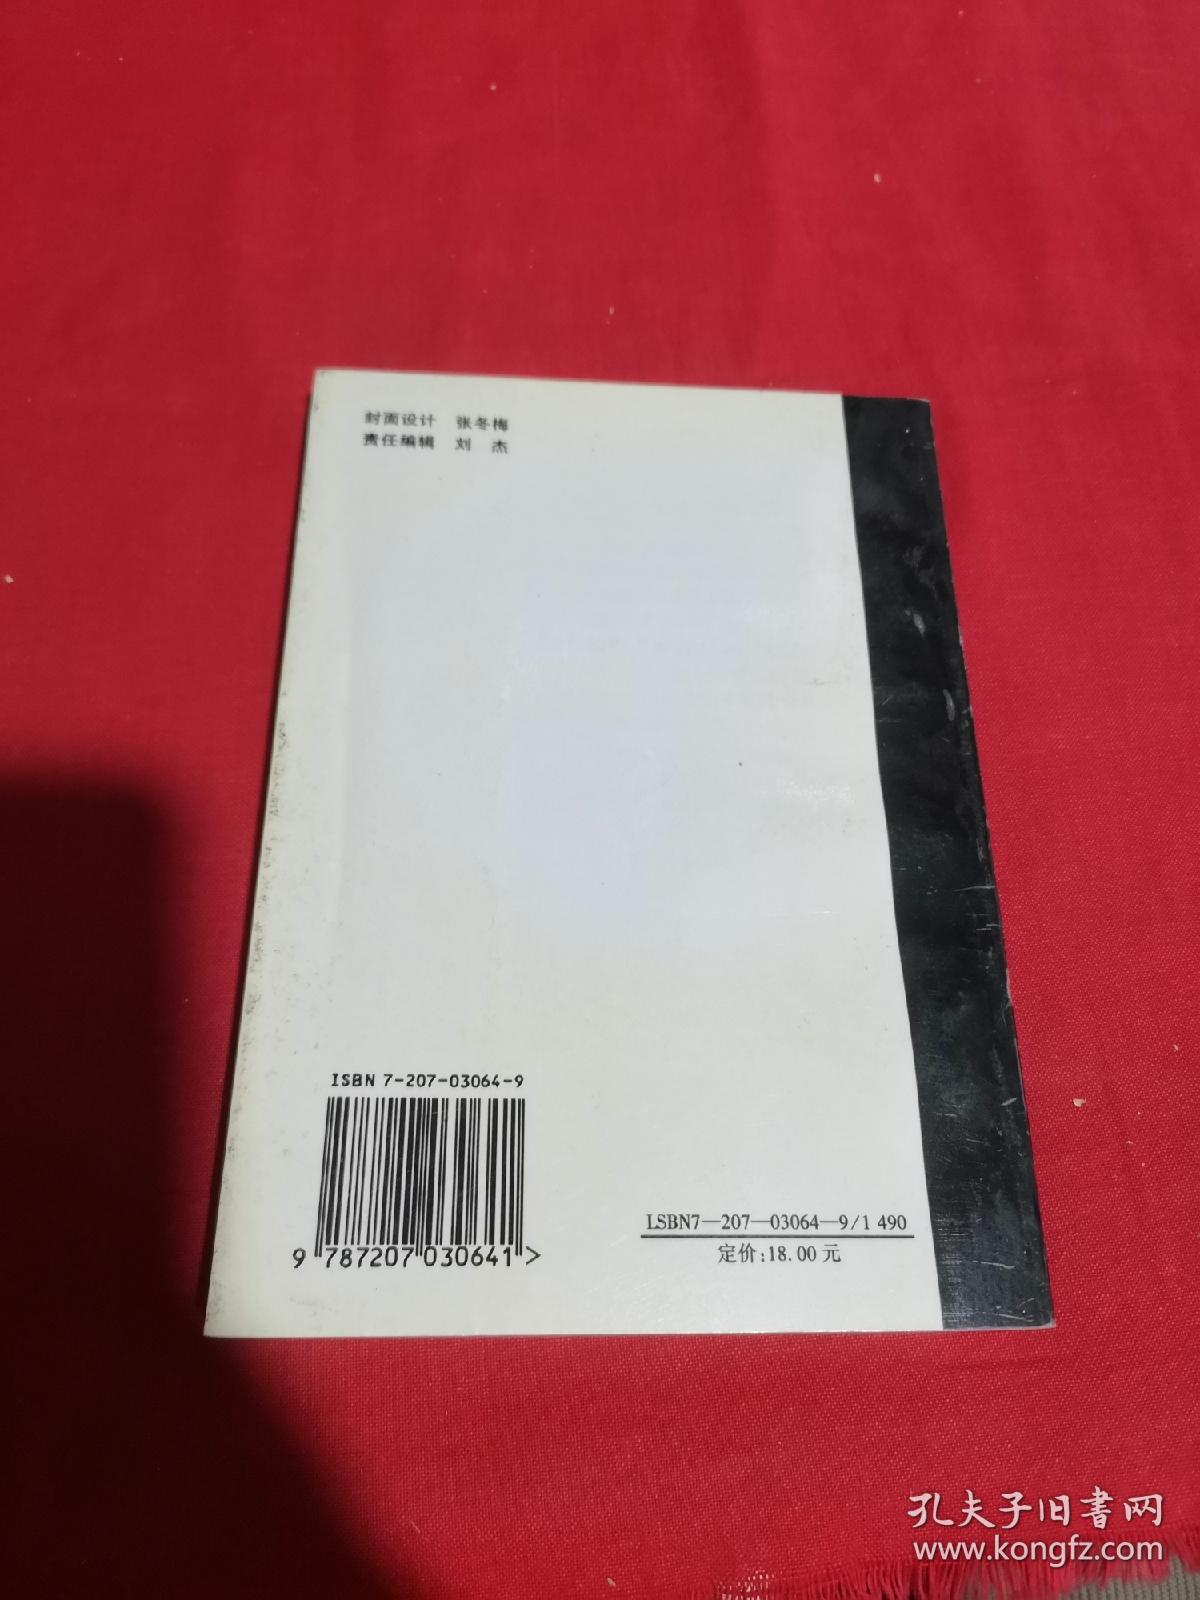 封面设计 张冬梅
责任编辑 刘 杰
ISBN 7-207-03064-9
9 787207 030641 >
LSBN7—207—03064—9/1 490
定价:18.00元
孔夫子旧书网
www.kongfz.com